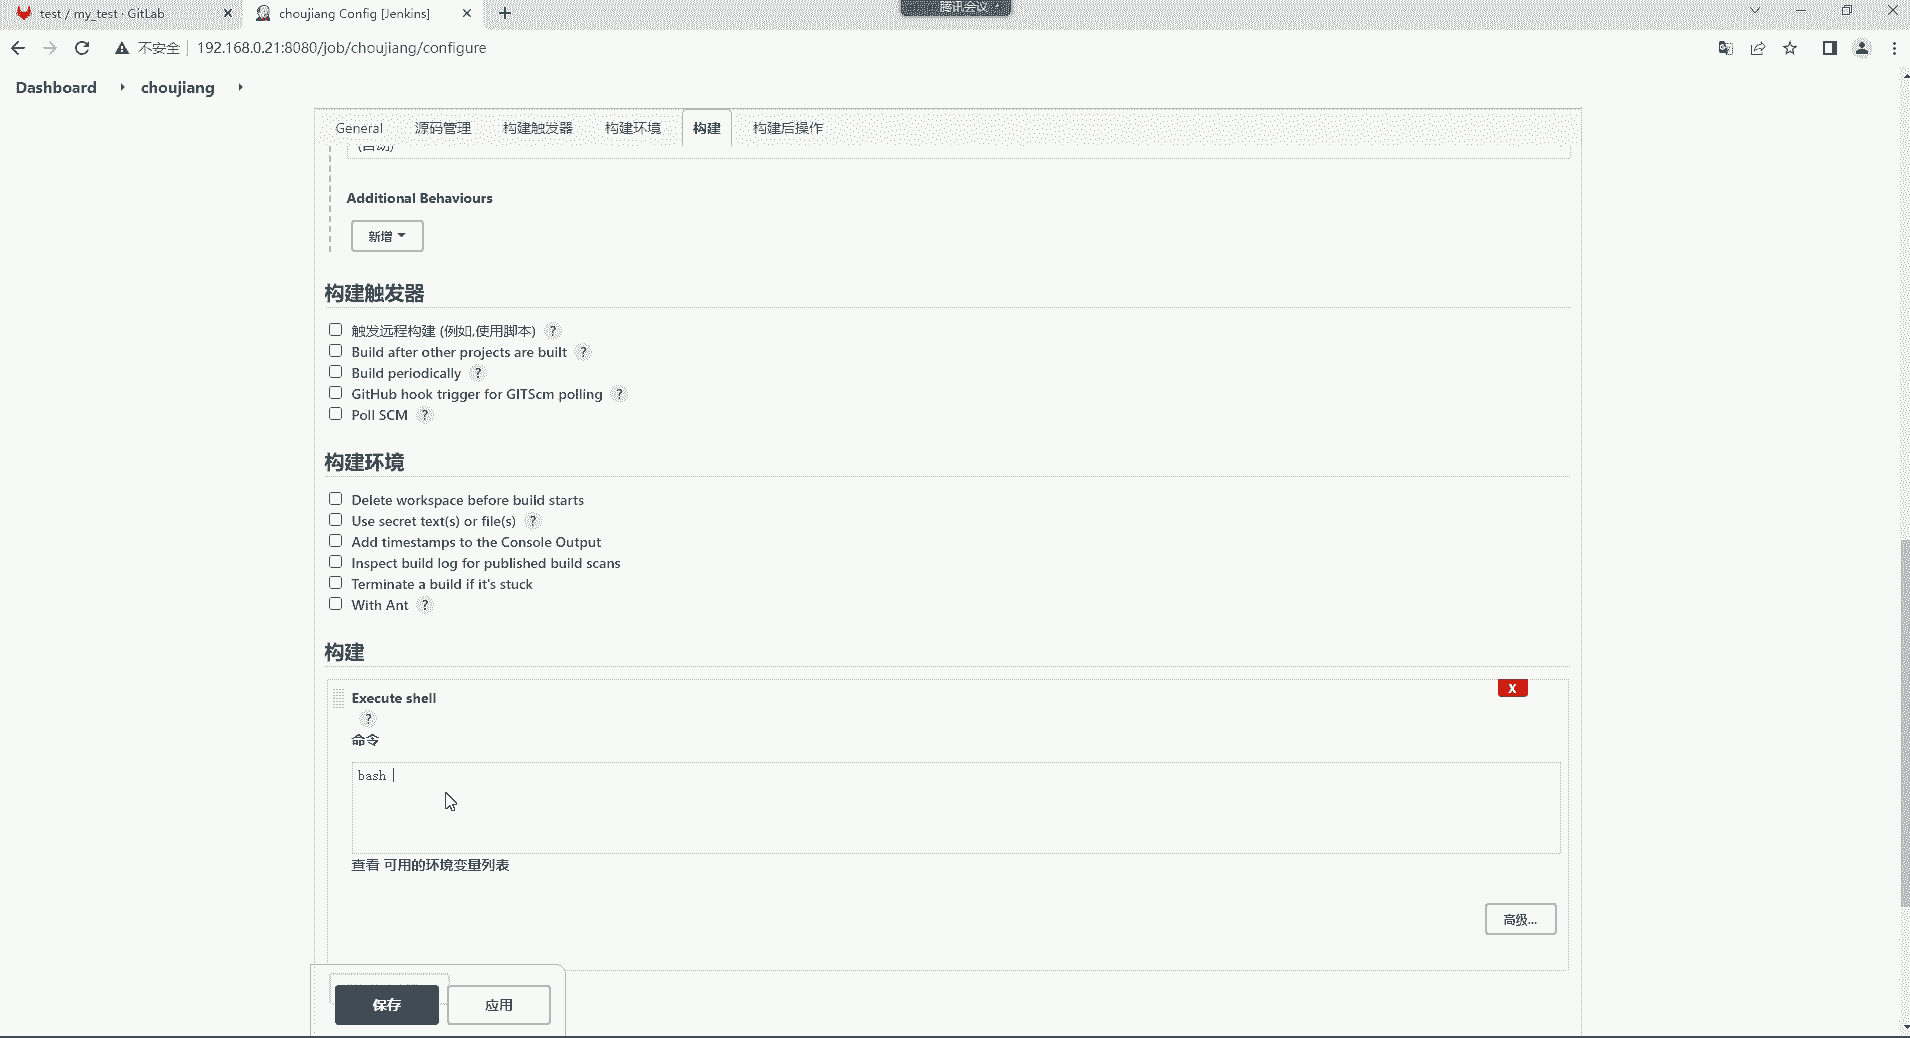 test / my_test · GitLab
choujiang Config [Jenkins]
腾讯会议
不安全
192.168.0.21:8080/job/choujiang/configure
Dashboard
choujiang
General
源码管理
构建触发器
构建环境
构建
构建后操作
(自动)
Additional Behaviours
新增
构建触发器
触发远程构建 (例如,使用脚本) ?
Build after other projects are built ?
Build periodically ?
GitHub hook trigger for GITScm polling ?
Poll SCM ?
构建环境
Delete workspace before build starts
Use secret text(s) or file(s) ?
Add timestamps to the Console Output
Inspect build log for published build scans
Terminate a build if it's stuck
With Ant ?
构建
X
Execute shell
?
命令
bash
查看 可用的环境变量列表
高级...
保存
应用